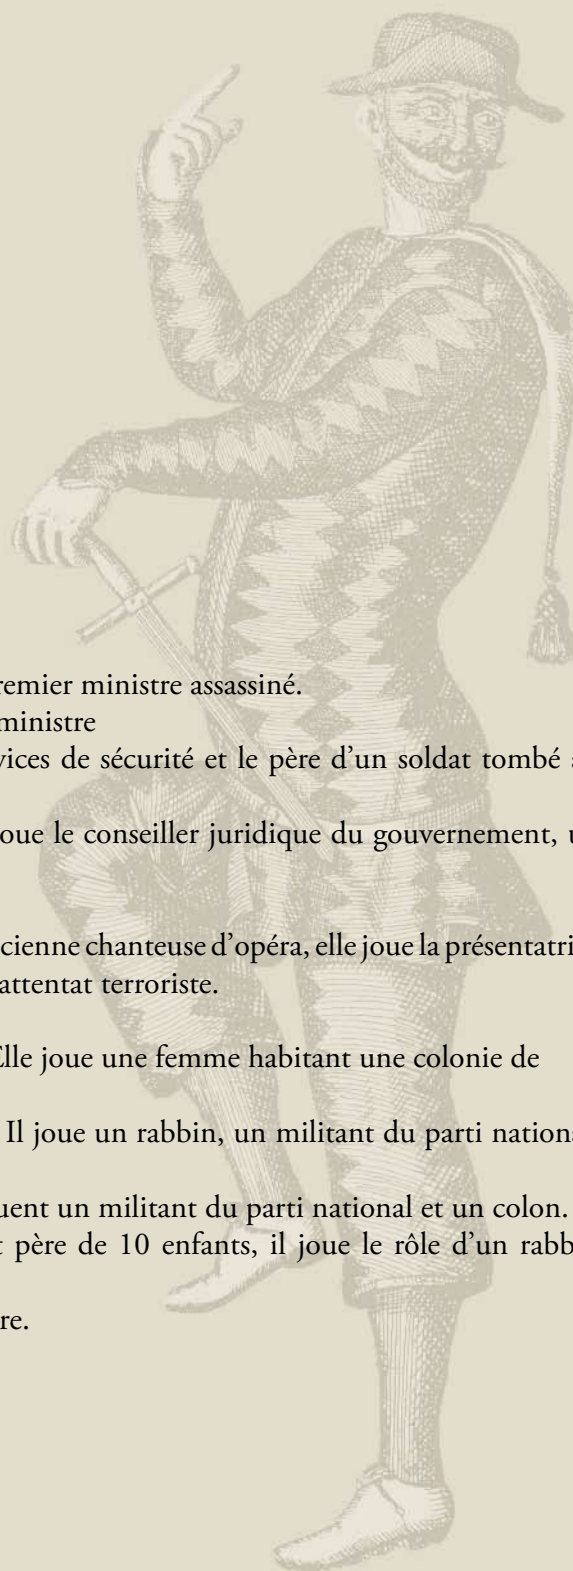 remier ministre assassiné.
ministre
vices de sécurité et le père d’un soldat tombé
joue le conseiller juridique du gouvernement,
cienne chanteuse d’opéra, elle joue la présentatri
attentat terroriste.
Elle joue une femme habitant une colonie de
Il joue un rabbin, un militant du parti nationa
uent un militant du parti national et un colon.
t père de 10 enfants, il joue le rôle d’un rabb
re.